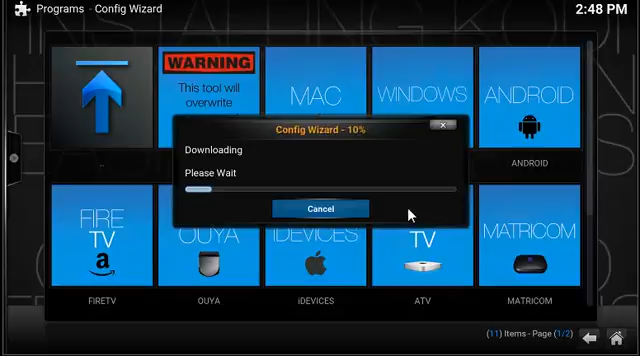 Programs - Config Wizard
2:48 PM
WARNING
This tool will
overwrite
MAC
WINDOWS
ANDROID
Config Wizard - 10%
Downloading
Please Wait
Cancel
..
ANDROID
FIRE
TV
OUYA
iDEVICES
TV
MATRICOM
FIRETV
OUYA
iDEVICES
ATV
MATRICOM
(11) Items - Page (1/2)